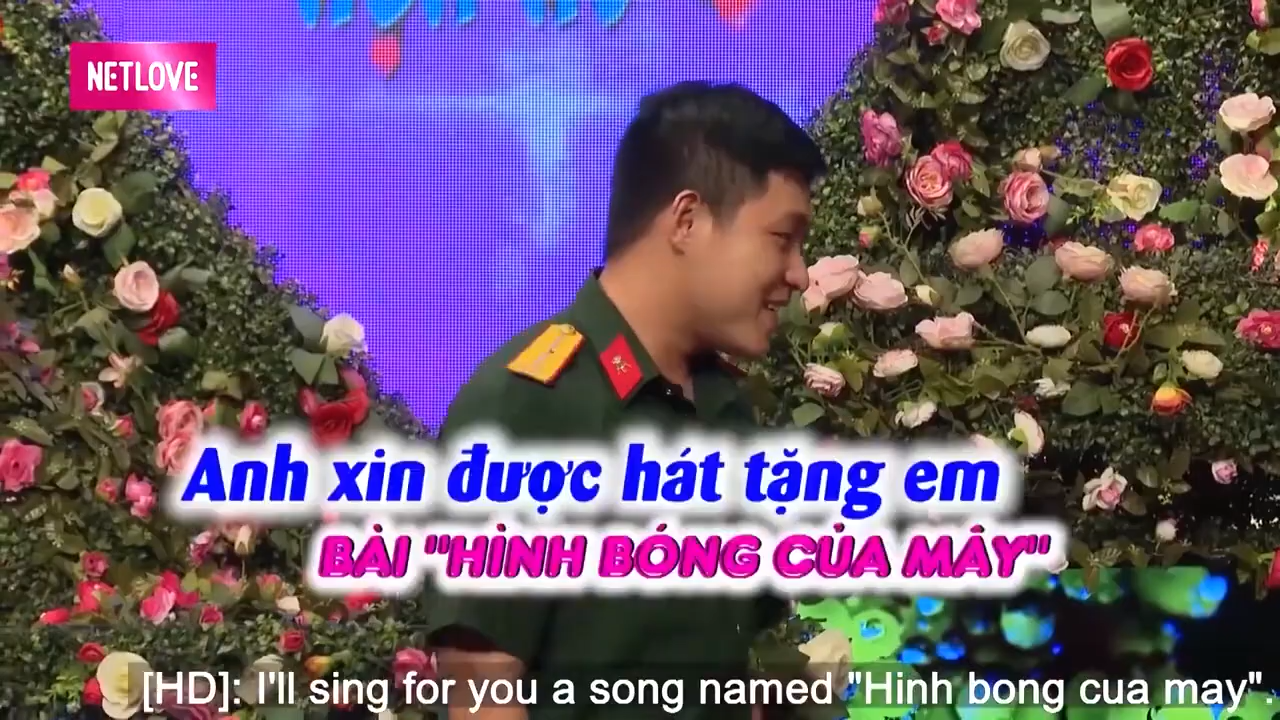 NETLOVE
Anh xin được hát tặng em
BÀI "HÌNH BÓNG CỦA MÂY"
[HD]: I'll sing for you a song named "Hinh bong cua may".